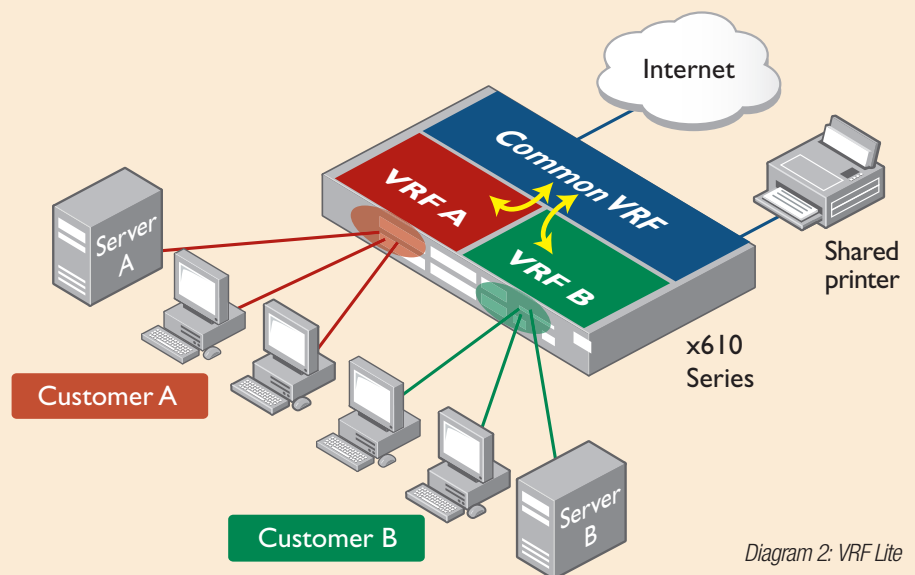 Internet
Common VRF
VRF A
VRF B
Server
A
Shared
printer
x610
Series
Customer A
Customer B
Server
B
Diagram 2: VRF Lite